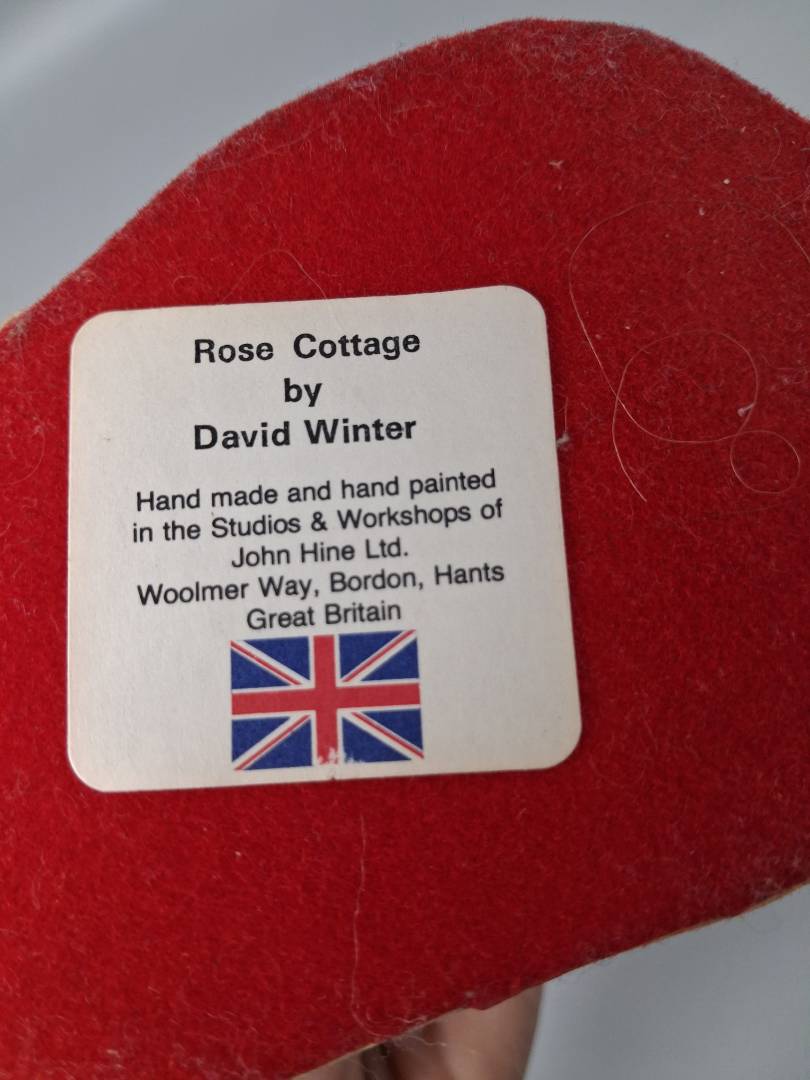 Rose Cottage
by
David Winter
Hand made and hand painted
in the Studios & Workshops of
John Hine Ltd.
Woolmer Way, Bordon, Hants
Great Britain